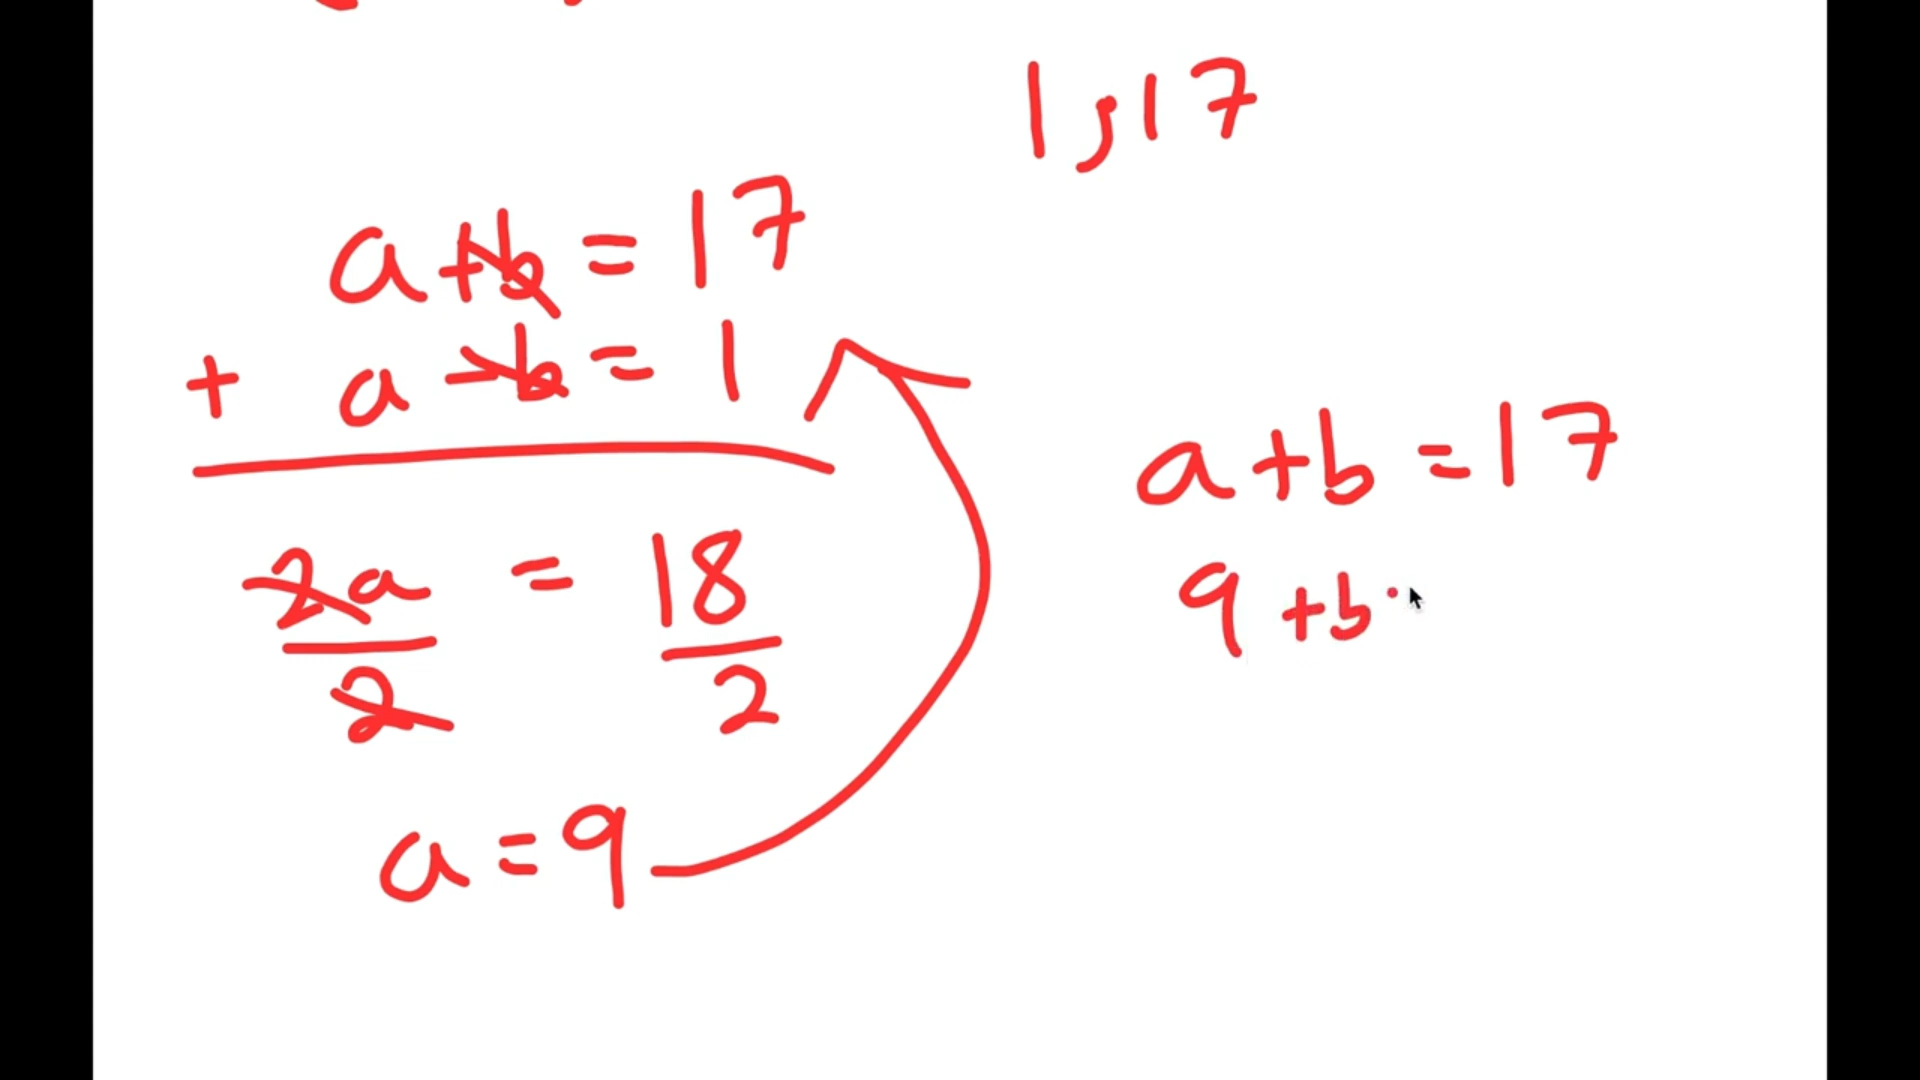 1,17
a+b=17
+ a-b=1
2a/2 = 18/2
a=9
a+b=17
9+b